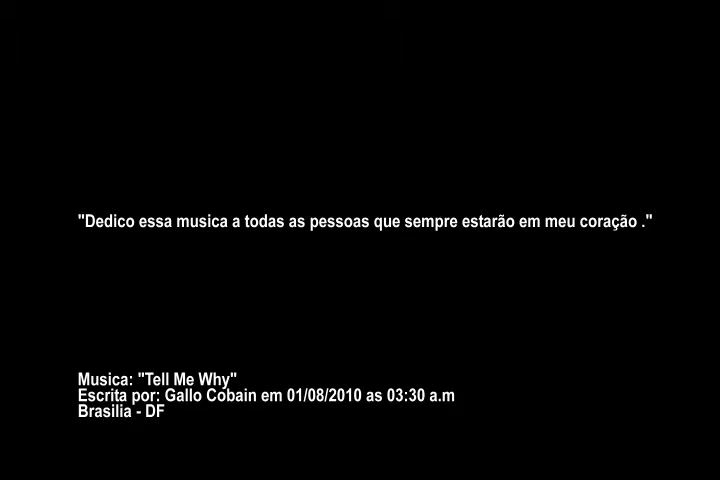 "Dedico essa musica a todas as pessoas que sempre estarão em meu coração ."
Musica: "Tell Me Why"
Escrita por: Gallo Cobain em 01/08/2010 as 03:30 a.m
Brasilia - DF